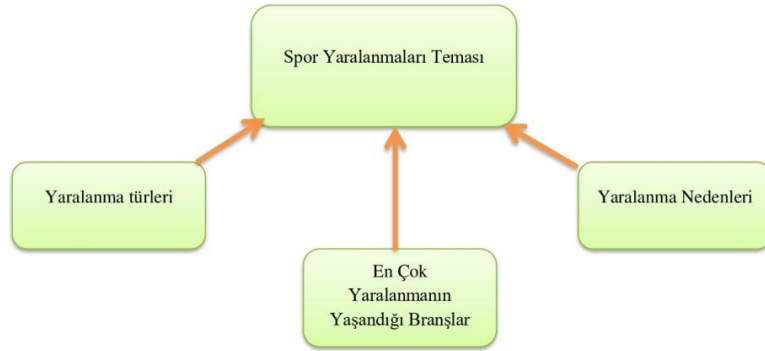 Spor Yaralanmaları Teması
Yaralanma türleri
Yaralanma Nedenleri
En Çok
Yaralanmanın
Yaşandığı Branşlar